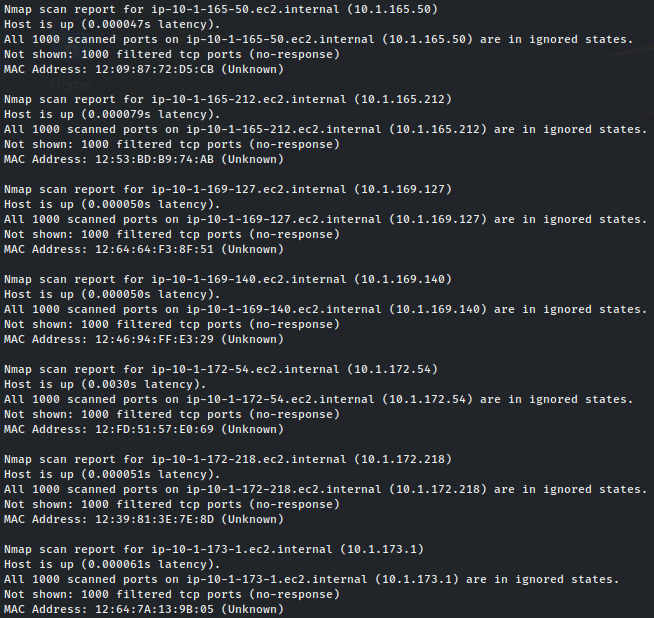 Nmap scan report for ip-10-1-165-50.ec2.internal (10.1.165.50)
Host is up (0.000047s latency).
All 1000 scanned ports on ip-10-1-165-50.ec2.internal (10.1.165.50) are in ignored states.
Not shown: 1000 filtered tcp ports (no-response)
MAC Address: 12:09:87:72:D5:CB (Unknown)
Home
Nmap scan report for ip-10-1-165-212.ec2.internal (10.1.165.212)
Host is up (0.000079s latency).
All 1000 scanned ports on ip-10-1-165-212.ec2.internal (10.1.165.212) are in ignored states.
Not shown: 1000 filtered tcp ports (no-response)
MAC Address: 12:53:BD:B9:74:AB (Unknown)
Nmap scan report for ip-10-1-169-127.ec2.internal (10.1.169.127)
Host is up (0.000050s latency).
All 1000 scanned ports on ip-10-1-169-127.ec2.internal (10.1.169.127) are in ignored states.
Not shown: 1000 filtered tcp ports (no-response)
MAC Address: 12:64:64:F3:8F:51 (Unknown)
Nmap scan report for ip-10-1-169-140.ec2.internal (10.1.169.140)
Host is up (0.000050s latency).
All 1000 scanned ports on ip-10-1-169-140.ec2.internal (10.1.169.140) are in ignored states.
Not shown: 1000 filtered tcp ports (no-response)
MAC Address: 12:46:94:FF:E3:29 (Unknown)
Nmap scan report for ip-10-1-172-54.ec2.internal (10.1.172.54)
Host is up (0.0030s latency).
All 1000 scanned ports on ip-10-1-172-54.ec2.internal (10.1.172.54) are in ignored states.
Not shown: 1000 filtered tcp ports (no-response)
MAC Address: 12:FD:51:57:E0:69 (Unknown)
Nmap scan report for ip-10-1-172-218.ec2.internal (10.1.172.218)
Host is up (0.000051s latency).
All 1000 scanned ports on ip-10-1-172-218.ec2.internal (10.1.172.218) are in ignored states.
Not shown: 1000 filtered tcp ports (no-response)
MAC Address: 12:39:81:3E:7E:8D (Unknown)
Nmap scan report for ip-10-1-173-1.ec2.internal (10.1.173.1)
Host is up (0.000061s latency).
All 1000 scanned ports on ip-10-1-173-1.ec2.internal (10.1.173.1) are in ignored states.
Not shown: 1000 filtered tcp ports (no-response)
MAC Address: 12:64:7A:13:9B:05 (Unknown)